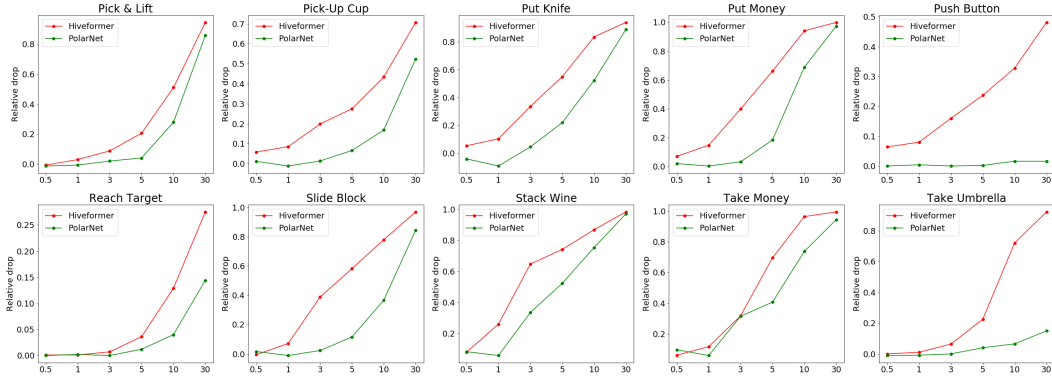 Pick & Lift
Hiveformer
PolarNet
Relative drop
0.8
0.6
0.4
0.2
0.0
0.5 1 3 5 10 30
Pick-Up Cup
Hiveformer
PolarNet
Relative drop
0.7
0.6
0.5
0.4
0.3
0.2
0.1
0.0
0.5 1 3 5 10 30
Put Knife
Hiveformer
PolarNet
Relative drop
0.8
0.6
0.4
0.2
0.0
0.5 1 3 5 10 30
Put Money
Hiveformer
PolarNet
Relative drop
1.0
0.8
0.6
0.4
0.2
0.0
0.5 1 3 5 10 30
Push Button
Hiveformer
PolarNet
Relative drop
0.5
0.4
0.3
0.2
0.1
0.0
0.5 1 3 5 10 30
Reach Target
Hiveformer
PolarNet
Relative drop
0.25
0.20
0.15
0.10
0.05
0.00
0.5 1 3 5 10 30
Slide Block
Hiveformer
PolarNet
Relative drop
1.0
0.8
0.6
0.4
0.2
0.0
0.5 1 3 5 10 30
Stack Wine
Hiveformer
PolarNet
Relative drop
1.0
0.8
0.6
0.4
0.2
0.5 1 3 5 10 30
Take Money
Hiveformer
PolarNet
Relative drop
1.0
0.8
0.6
0.4
0.2
0.5 1 3 5 10 30
Take Umbrella
Hiveformer
PolarNet
Relative drop
0.8
0.6
0.4
0.2
0.0
0.5 1 3 5 10 30